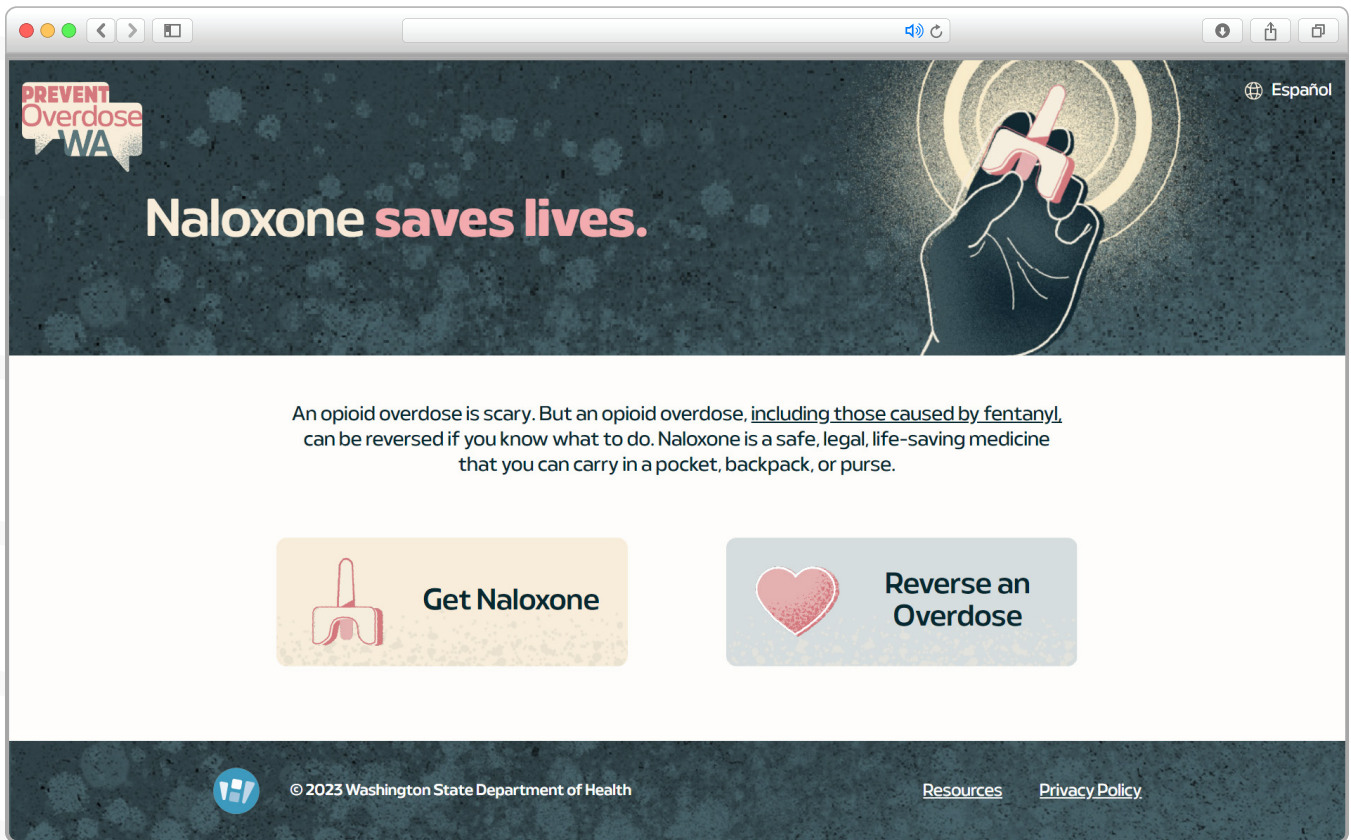 PREVENT
Overdose
WA
Español
Naloxone saves lives.
An opioid overdose is scary. But an opioid overdose, including those caused by fentanyl,
can be reversed if you know what to do. Naloxone is a safe, legal, life-saving medicine
that you can carry in a pocket, backpack, or purse.
Get Naloxone
Reverse an
Overdose
© 2023 Washington State Department of Health
Resources
Privacy Policy